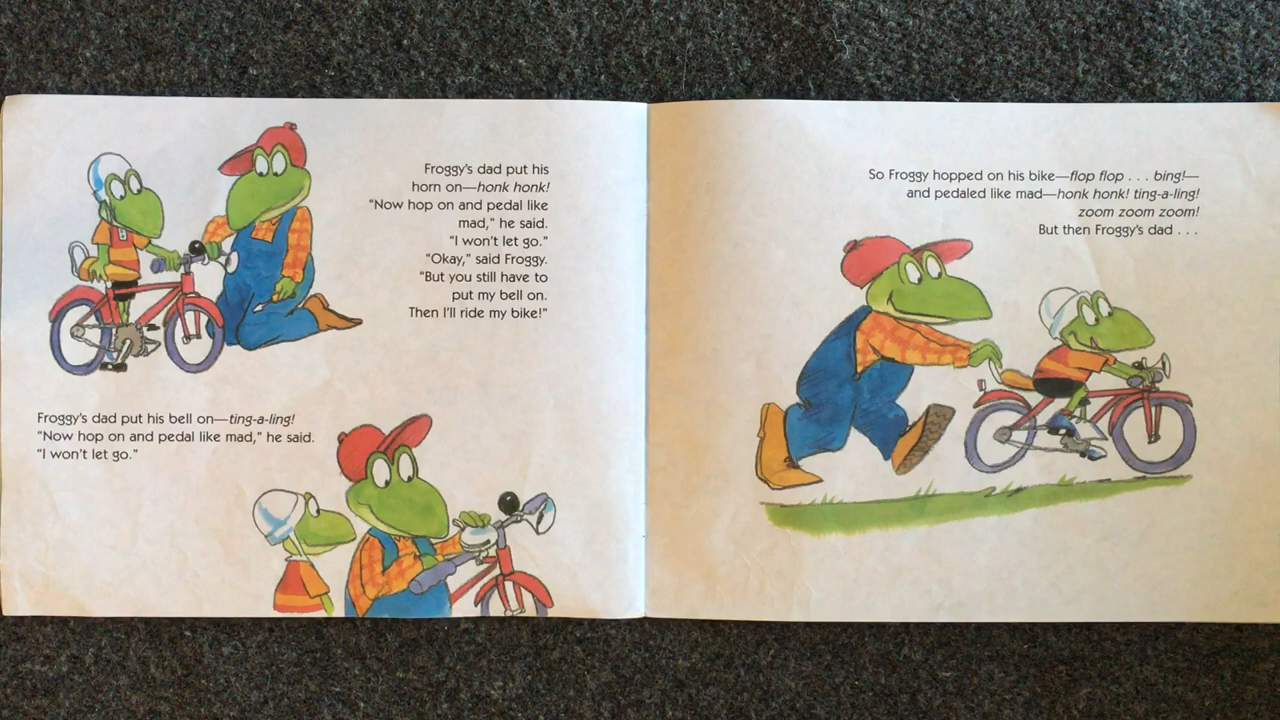 Froggy's dad put his
horn on—honk honk!
"Now hop on and pedal like
mad," he said.
"I won't let go."
"Okay," said Froggy.
"But you still have to
put my bell on.
Then I'll ride my bike!"
Froggy's dad put his bell on—ting-a-ling!
"Now hop on and pedal like mad," he said.
"I won't let go."
So Froggy hopped on his bike—flop flop . . . bing!—
and pedaled like mad—honk honk! ting-a-ling!
zoom zoom zoom!
But then Froggy's dad . . .